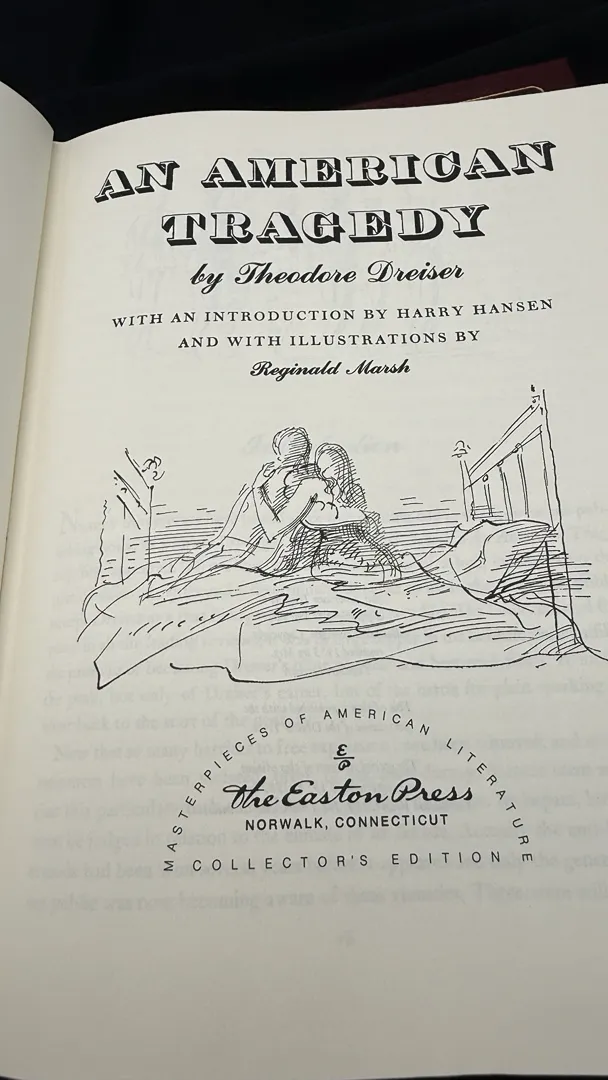 AN AMERICAN
TRAGEDY
by Theodore Dreiser
WITH AN INTRODUCTION BY HARRY HANSEN
AND WITH ILLUSTRATIONS BY
Reginald Marsh
MASTERPIECES OF AMERICAN LITERATURE
E P
The Easton Press
NORWALK, CONNECTICUT
COLLECTOR'S EDITION